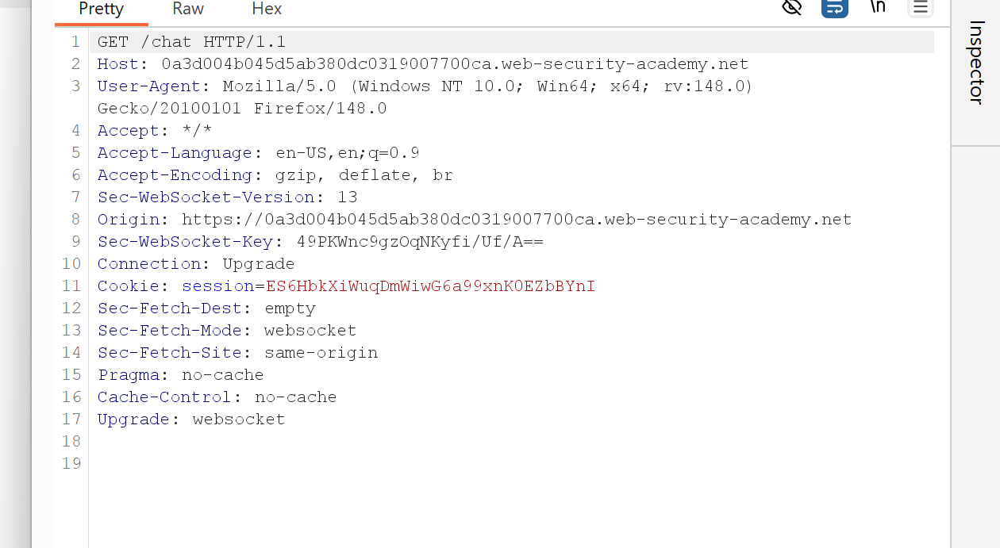 Pretty Raw Hex \n
1 GET /chat HTTP/1.1
2 Host: 0a3d004b045d5ab380dc0319007700ca.web-security-academy.net
3 User-Agent: Mozilla/5.0 (Windows NT 10.0; Win64; x64; rv:148.0)
Gecko/20100101 Firefox/148.0
4 Accept: */*
5 Accept-Language: en-US,en;q=0.9
6 Accept-Encoding: gzip, deflate, br
7 Sec-WebSocket-Version: 13
8 Origin: https://0a3d004b045d5ab380dc0319007700ca.web-security-academy.net
9 Sec-WebSocket-Key: 49PKWnc9gzOqNKyfi/Uf/A==
10 Connection: Upgrade
11 Cookie: session=ES6HbkXiWuqDmWiwG6a99xnK0EZbBYnI
12 Sec-Fetch-Dest: empty
13 Sec-Fetch-Mode: websocket
14 Sec-Fetch-Site: same-origin
15 Pragma: no-cache
16 Cache-Control: no-cache
17 Upgrade: websocket
18
19
Inspector